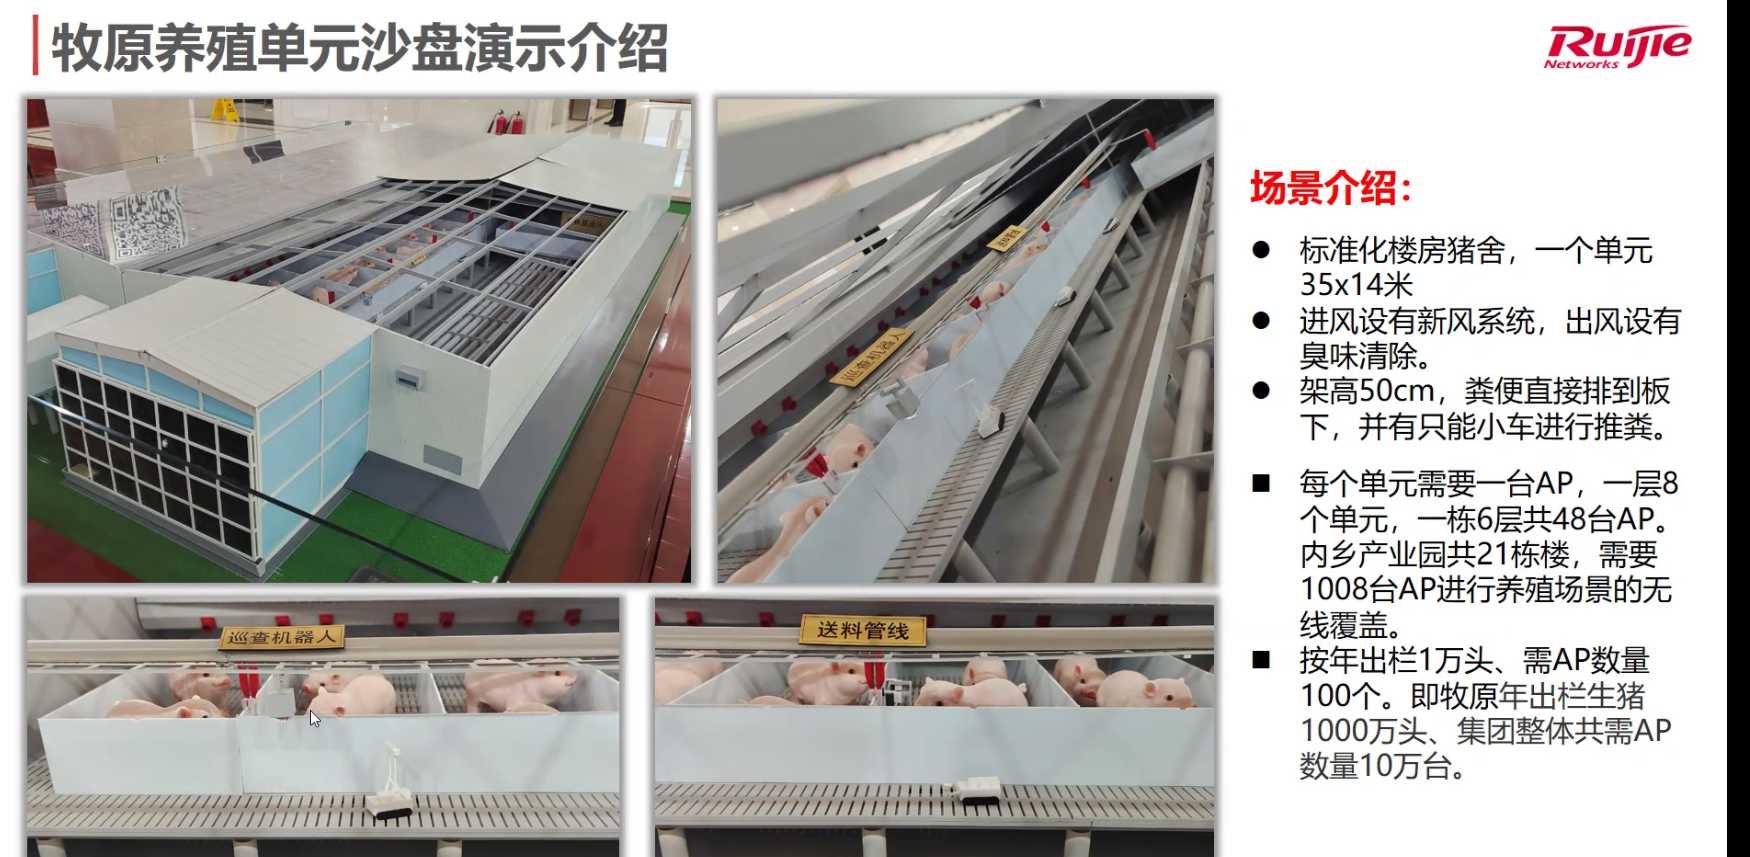 牧原养殖单元沙盘演示介绍
Ruijie
Networks
巡查机器人
送料管线
巡查机器人
送料管线
场景介绍：
● 标准化楼房猪舍，一个单元
35x14米
● 进风设有新风系统，出风设有
臭味清除。
● 架高50cm，粪便直接排到板
下，并有只能小车进行推粪。
■ 每个单元需要一台AP，一层8
个单元，一栋6层共48台AP。
内乡产业园共21栋楼，需要
1008台AP进行养殖场景的无
线覆盖。
■ 按年出栏1万头、需AP数量
100个。即牧原年出栏生猪
1000万头、集团整体共需AP
数量10万台。